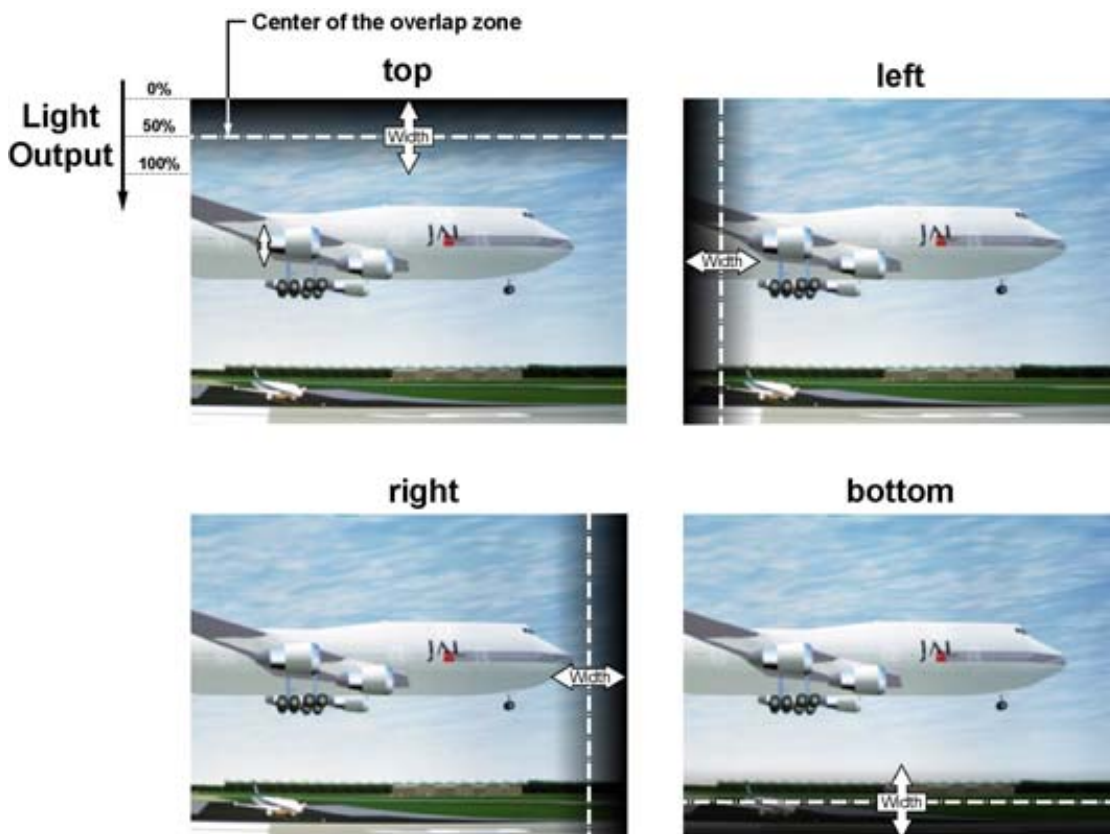 Center of the overlap zone
top
left
0%
Light
Output
50%
100%
Width
JAL
Width
JAL
right
bottom
JAL
Width
JAL
Width